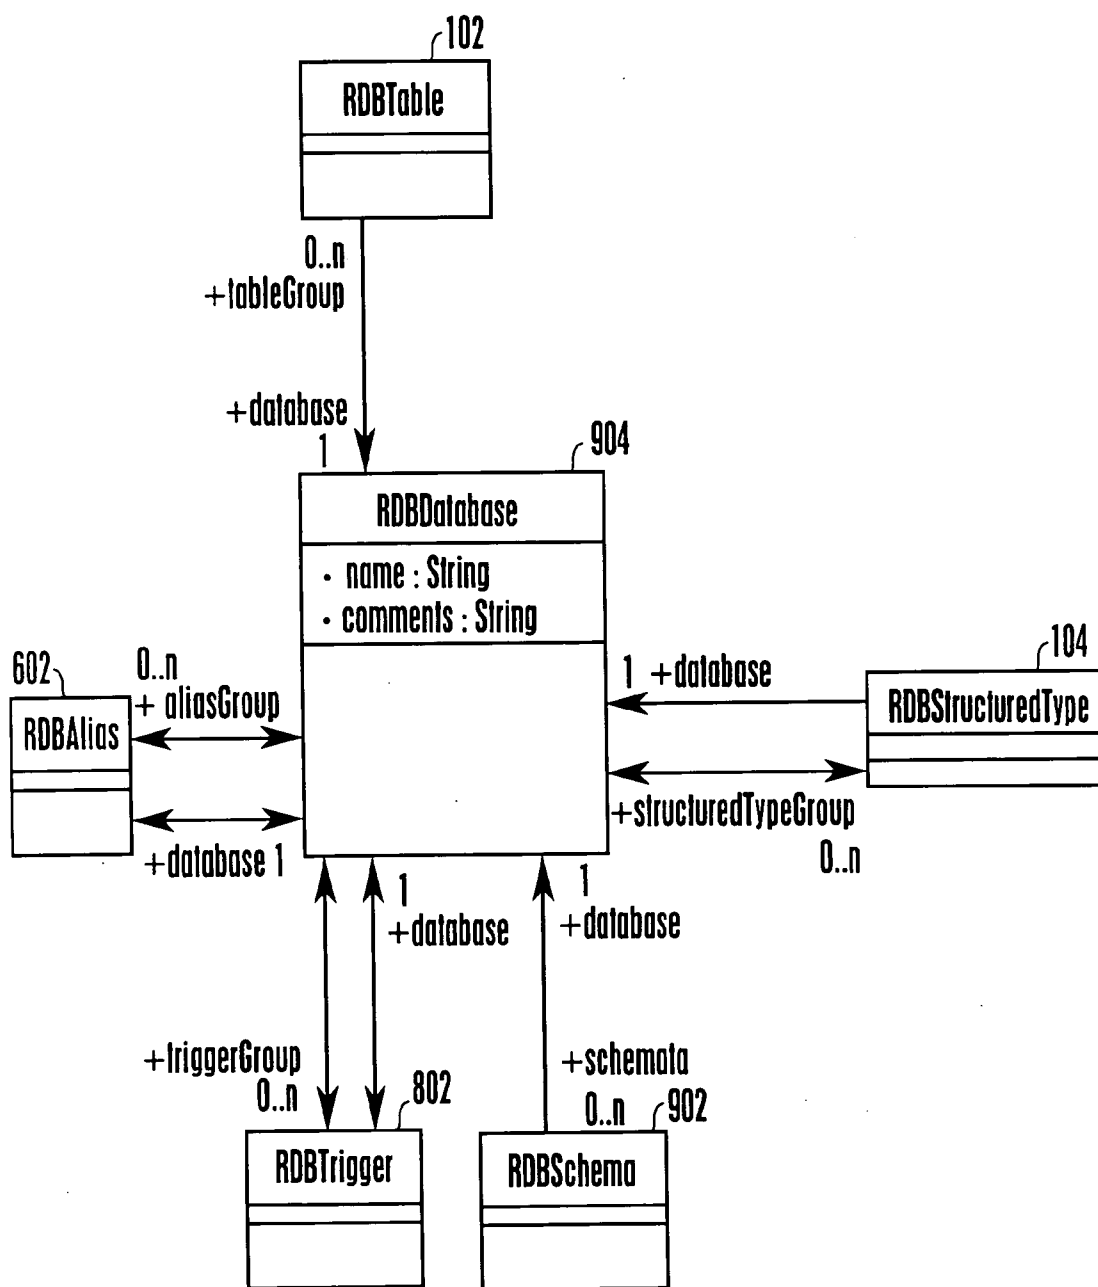 102
RDBTable
0..n
+tableGroup
+database
1
904
RDBDatabase
• name : String
• comments : String
602
0..n
+ aliasGroup
RDBAlias
+database 1
1 +database
104
RDBStructuredType
+structuredTypeGroup
0..n
1
+database
1
+database
+triggerGroup
0..n
802
+schemata
0..n
902
RDBTrigger
RDBSchema